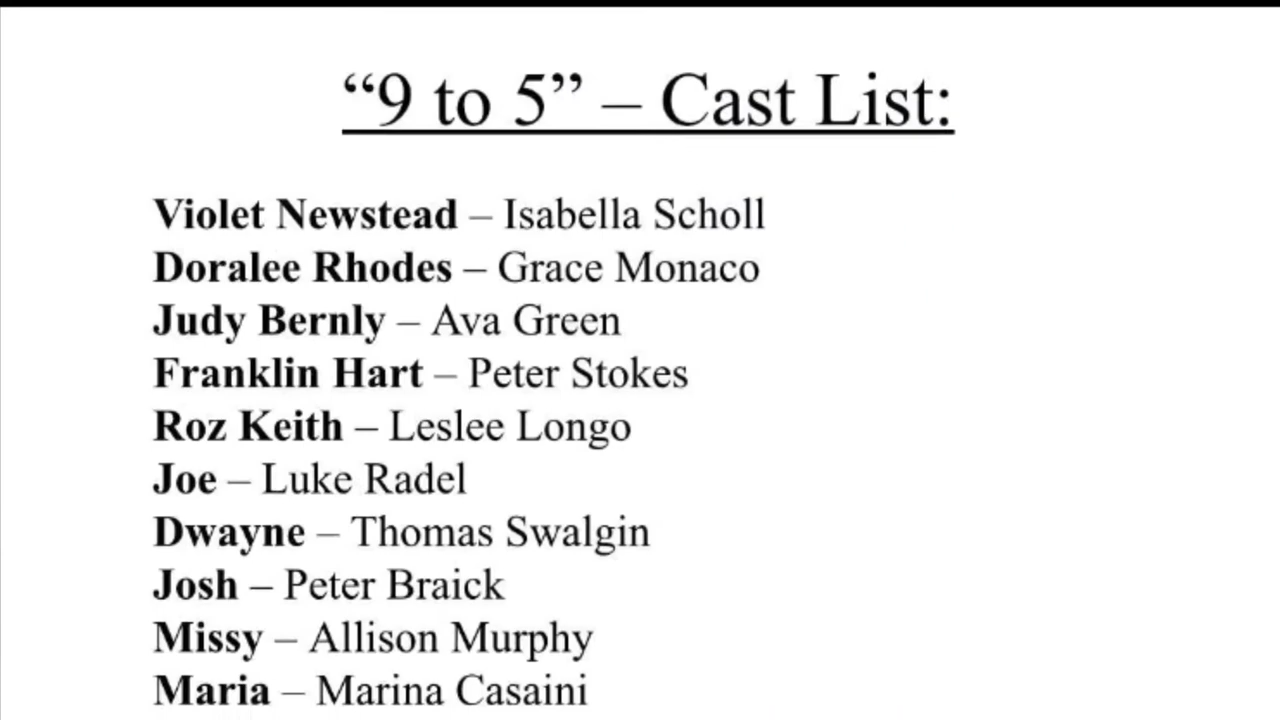 “9 to 5” – Cast List:
Violet Newstead – Isabella Scholl
Doralee Rhodes – Grace Monaco
Judy Bernly – Ava Green
Franklin Hart – Peter Stokes
Roz Keith – Leslee Longo
Joe – Luke Radel
Dwayne – Thomas Swalgin
Josh – Peter Braick
Missy – Allison Murphy
Maria – Marina Casaini